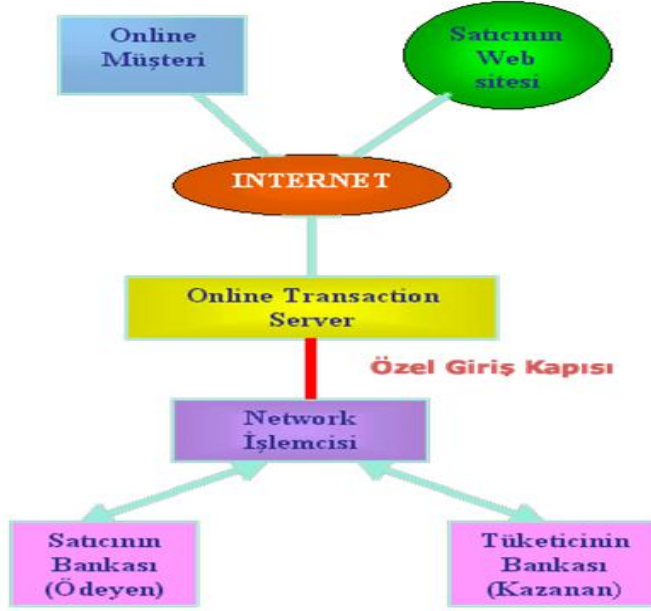 Online
Müşteri
Satıcının
Web
sitesi
INTERNET
Online Transaction
Server
Özel Giriş Kapısı
Network
İşlemcisi
Satıcının
Bankası
(Ödeyen)
Tüketicinin
Bankası
(Kazanan)